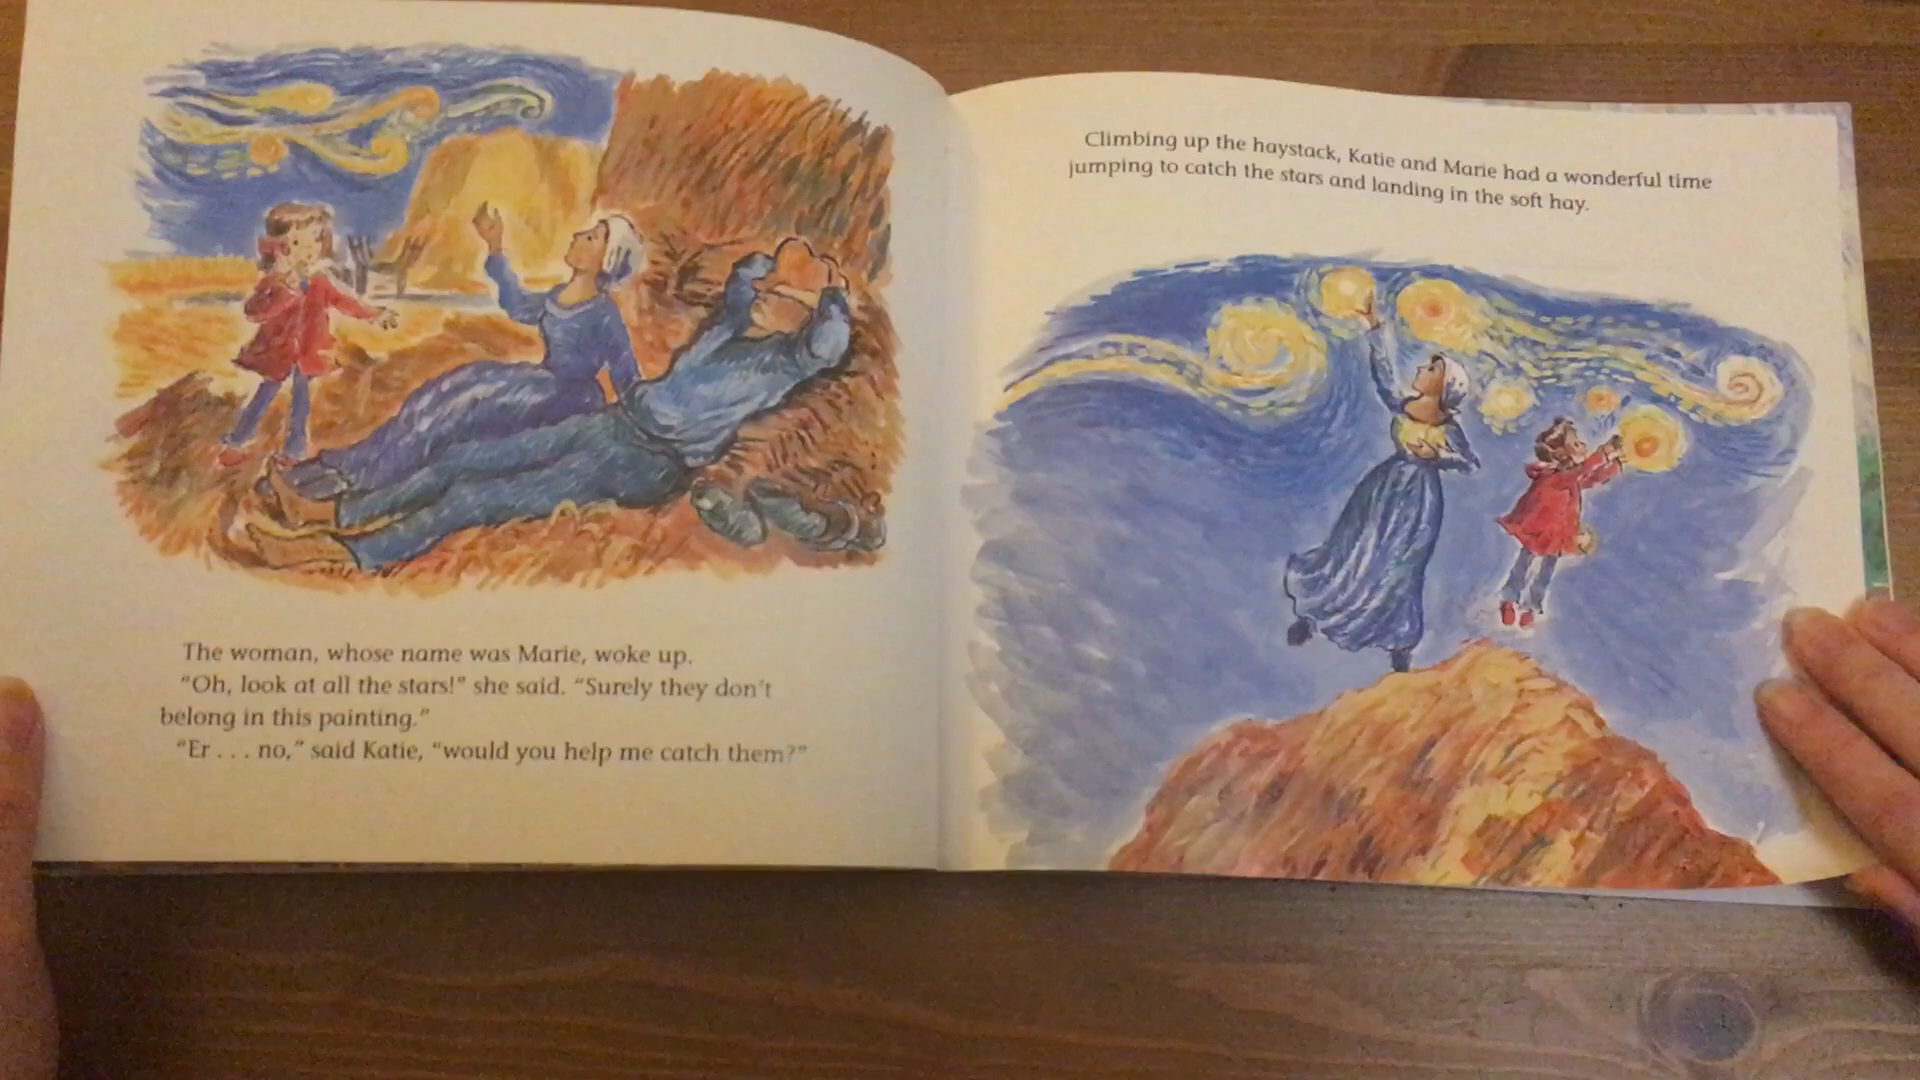 The woman, whose name was Marie, woke up.
“Oh, look at all the stars!” she said. “Surely they don’t
belong in this painting.”
“Er . . . no,” said Katie, “would you help me catch them?”
Climbing up the haystack, Katie and Marie had a wonderful time
jumping to catch the stars and landing in the soft hay.